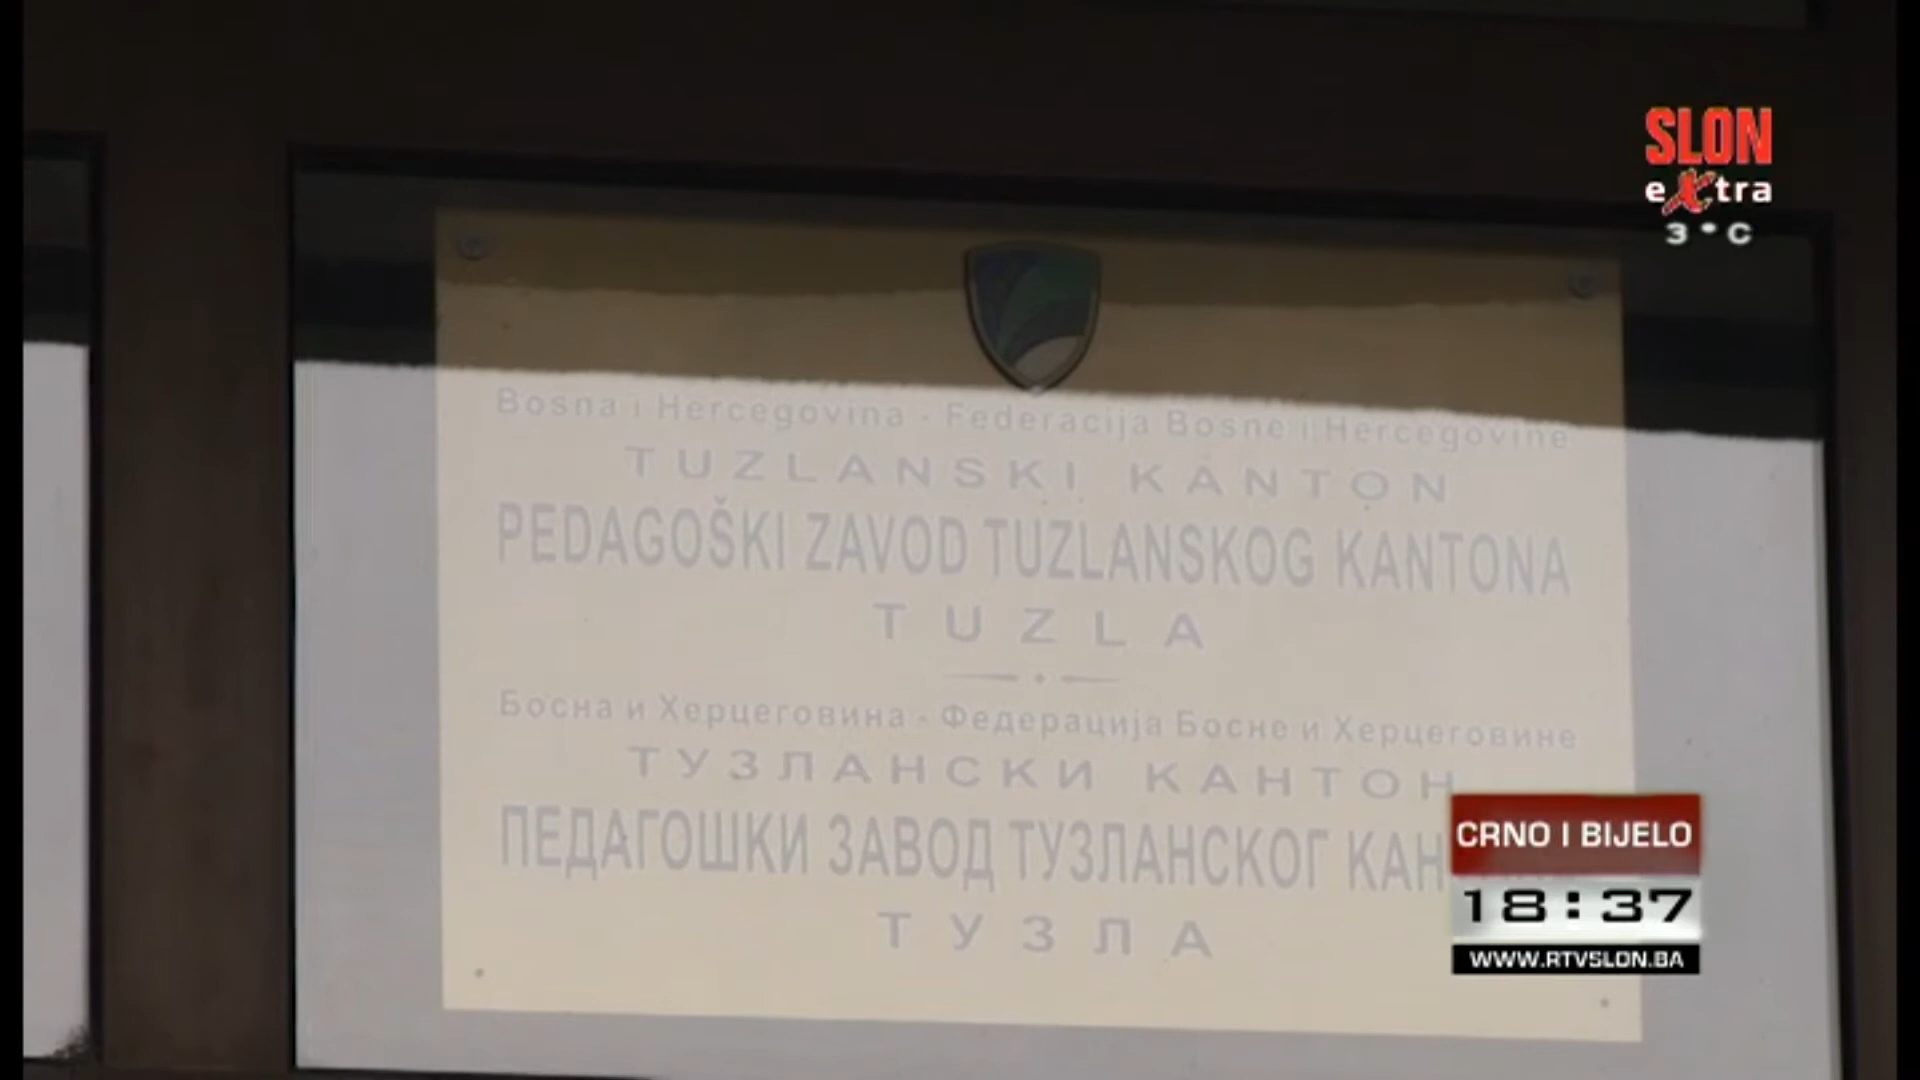 SLON
eXtra
3°C
Bosna i Hercegovina - Federacija Bosne i Hercegovine
TUZLANSKI KANTON
PEDAGOŠKI ZAVOD TUZLANSKOG KANTONA
TUZLA
Босна и Херцеговина - Федерација Босне и Херцеговине
ТУЗЛАНСКИ КАНТОН
ПЕДАГОШКИ ЗАВОД ТУЗЛАНСКОГ
ТУЗЛА
CRNO I BIJELO
18:37
WWW.RTVSLON.BA